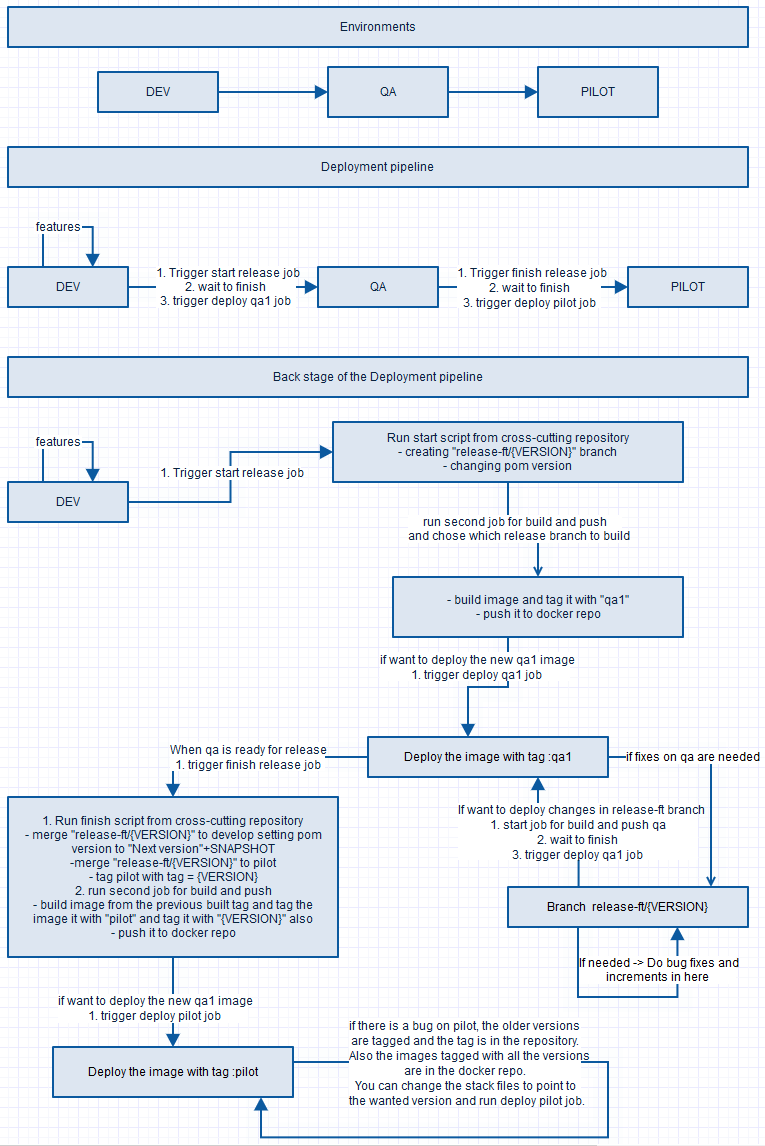 Environments
DEV
QA
PILOT
Deployment pipeline
features
DEV
1. Trigger start release job
2. wait to finish
3. trigger deploy qa1 job
QA
1. Trigger finish release job
2. wait to finish
3. trigger deploy pilot job
PILOT
Back stage of the Deployment pipeline
features
DEV
1. Trigger start release job
Run start script from cross-cutting repository
- creating "release-ft/{VERSION}" branch
- changing pom version
run second job for build and push
and chose which release branch to build
- build image and tag it with "qa1"
- push it to docker repo
if want to deploy the new qa1 image
1. trigger deploy qa1 job
Deploy the image with tag :qa1
When qa is ready for release
1. trigger finish release job
if fixes on qa are needed
1. Run finish script from cross-cutting repository
- merge "release-ft/{VERSION}" to develop setting pom
version to "Next version"+SNAPSHOT
-merge "release-ft/{VERSION}" to pilot
- tag pilot with tag = {VERSION}
2. run second job for build and push
- build image from the previous built tag and tag the
image it with "pilot" and tag it with "{VERSION}" also
- push it to docker repo
If want to deploy changes in release-ft branch
1. start job for build and push qa
2. wait to finish
3. trigger deploy qa1 job
Branch release-ft/{VERSION}
If needed -> Do bug fixes and
increments in here
if want to deploy the new qa1 image
1. trigger deploy pilot job
Deploy the image with tag :pilot
if there is a bug on pilot, the older versions
are tagged and the tag is in the repository.
Also the images tagged with all the versions
are in the docker repo.
You can change the stack files to point to
the wanted version and run deploy pilot job.